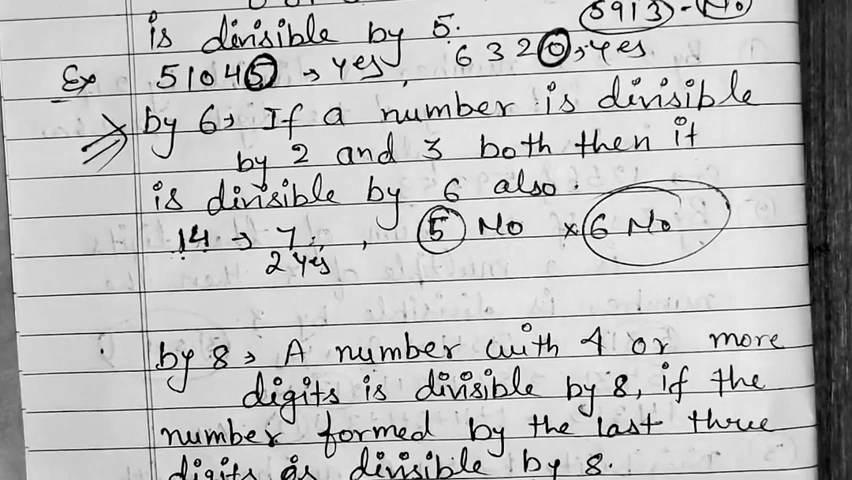 is divisible by 5. 5913 - No
Ex 51045 → Yes, 6320, Yes
by 6, If a number is divisible
by 2 and 3 both then it
is divisible by 6 also.
14 → 7, 5 No × 6 No
2 Yes
by 8, A number with 4 or more
digits is divisible by 8, if the
number formed by the last three
digits is divisible by 8.